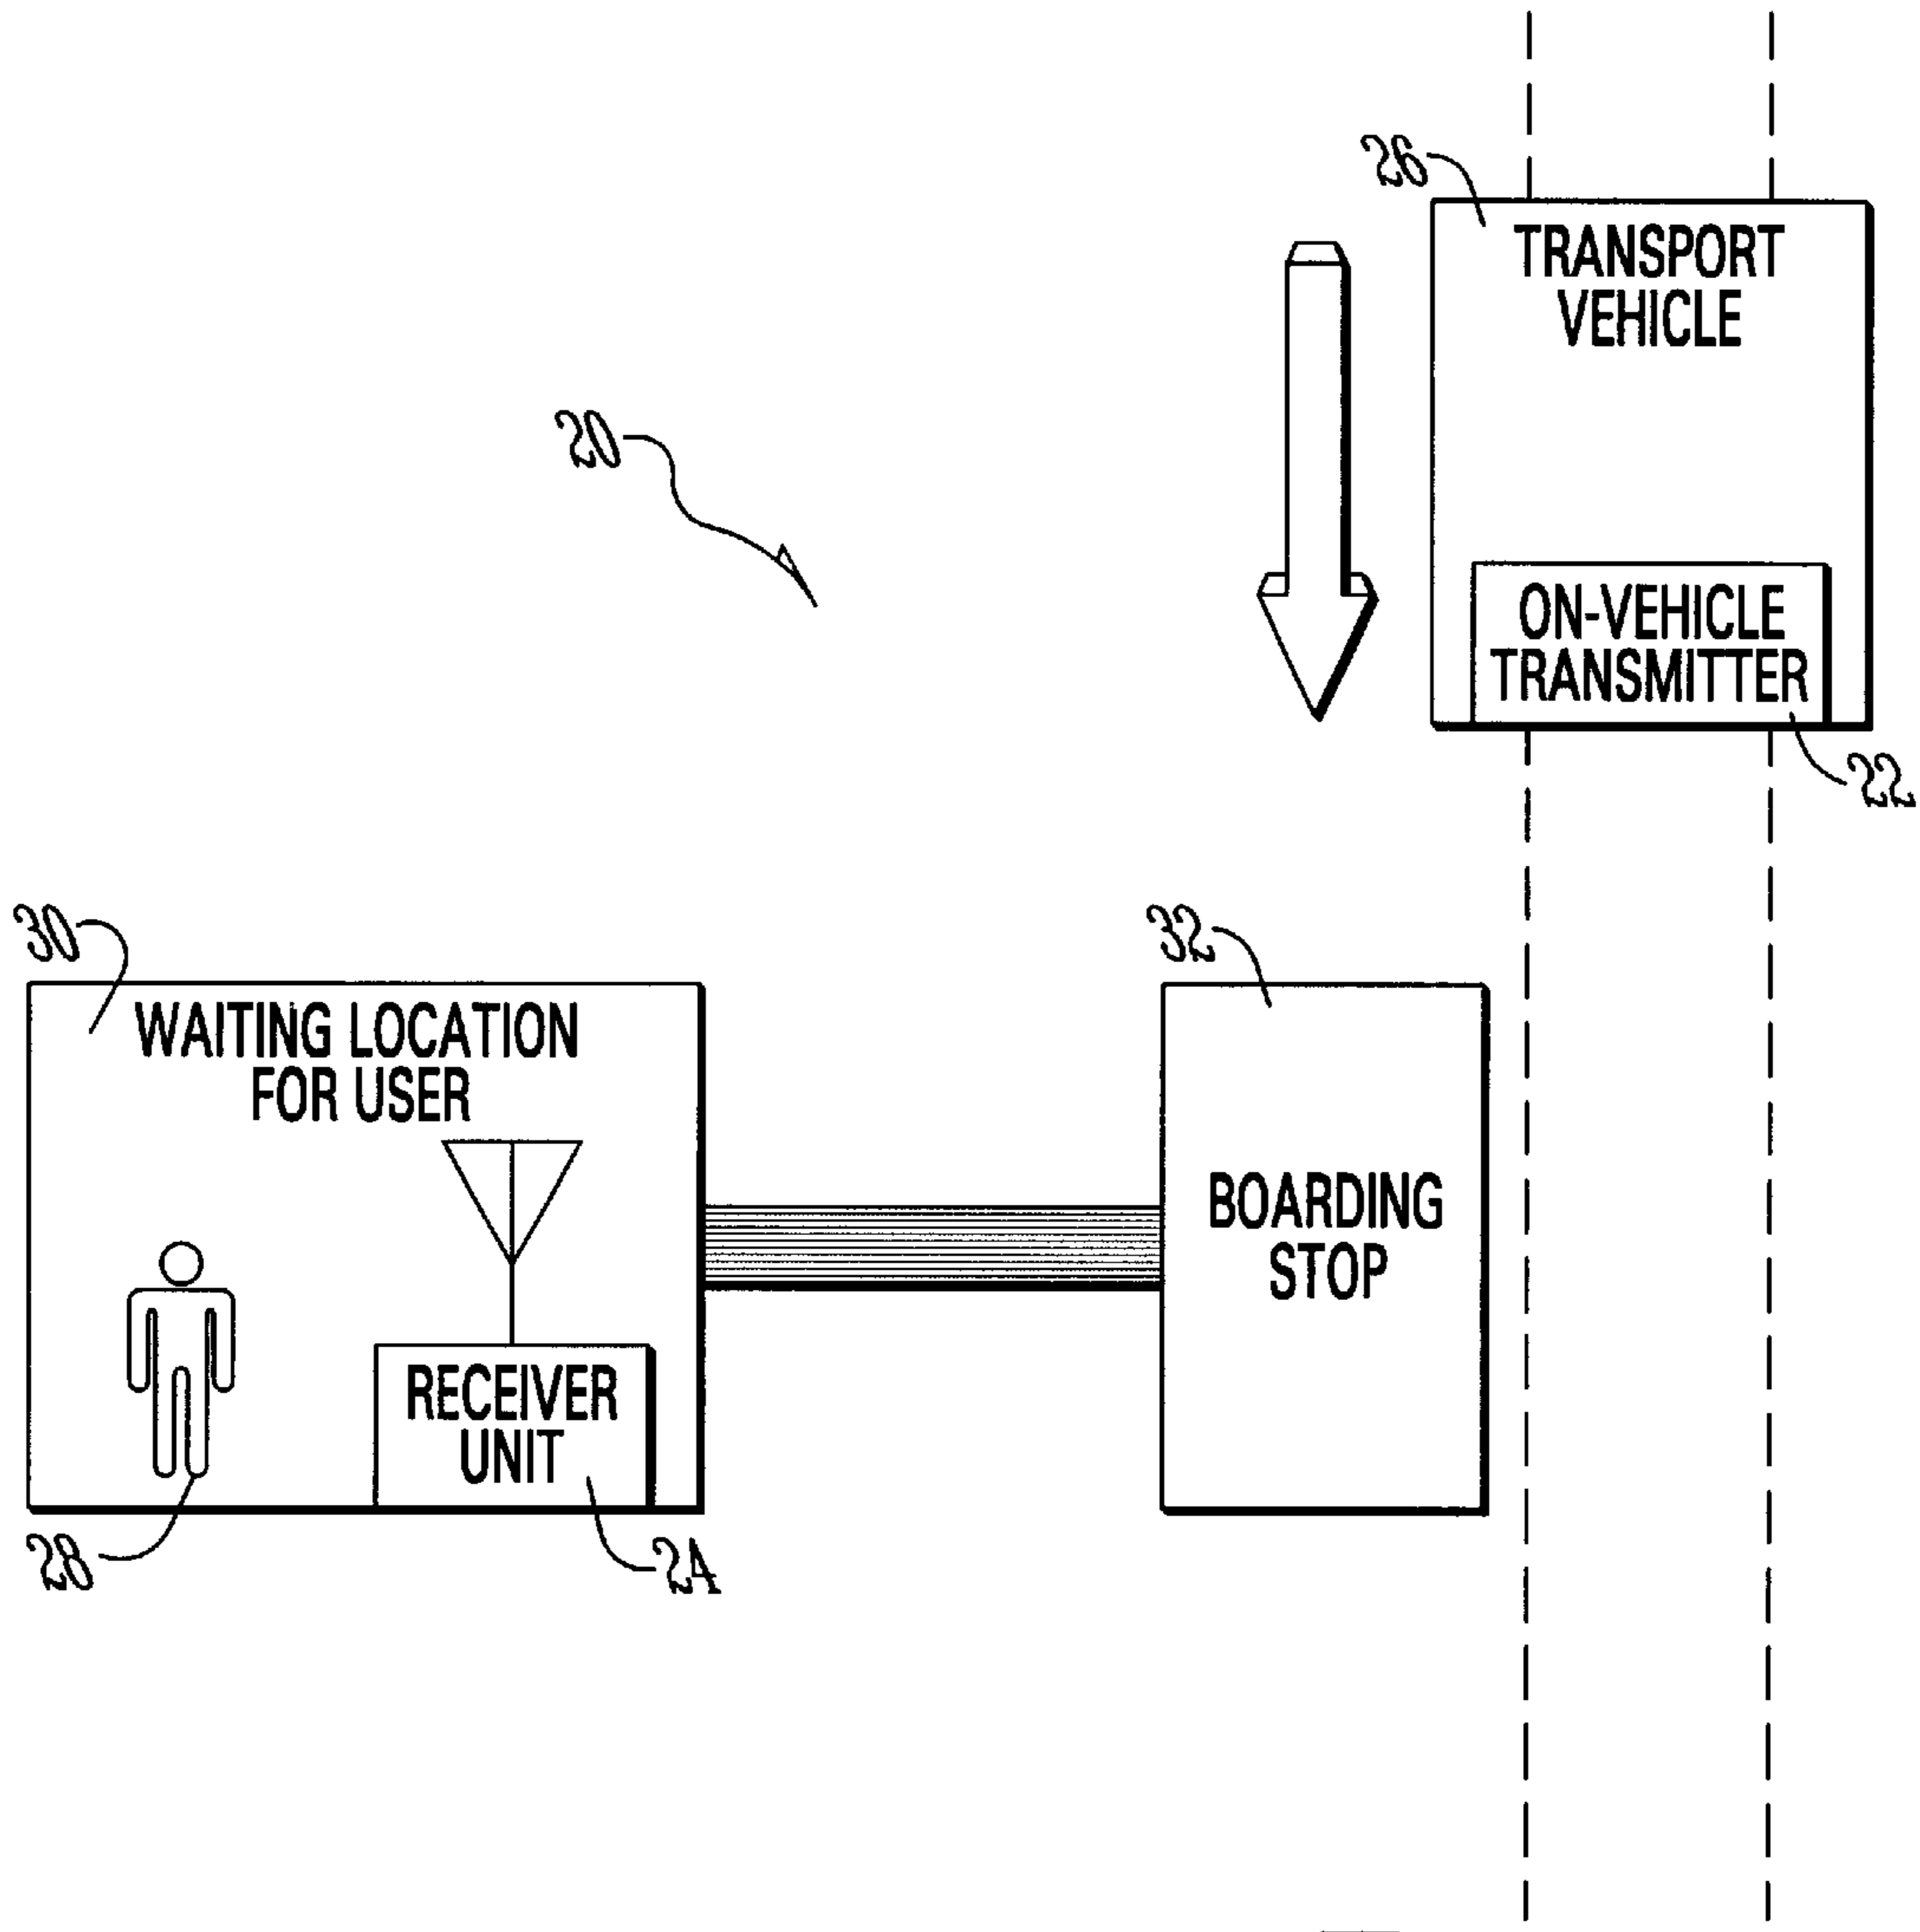 26
TRANSPORT
VEHICLE
20
ON-VEHICLE
TRANSMITTER
22
30
32
WAITING LOCATION
FOR USER
BOARDING
STOP
RECEIVER
UNIT
28
24